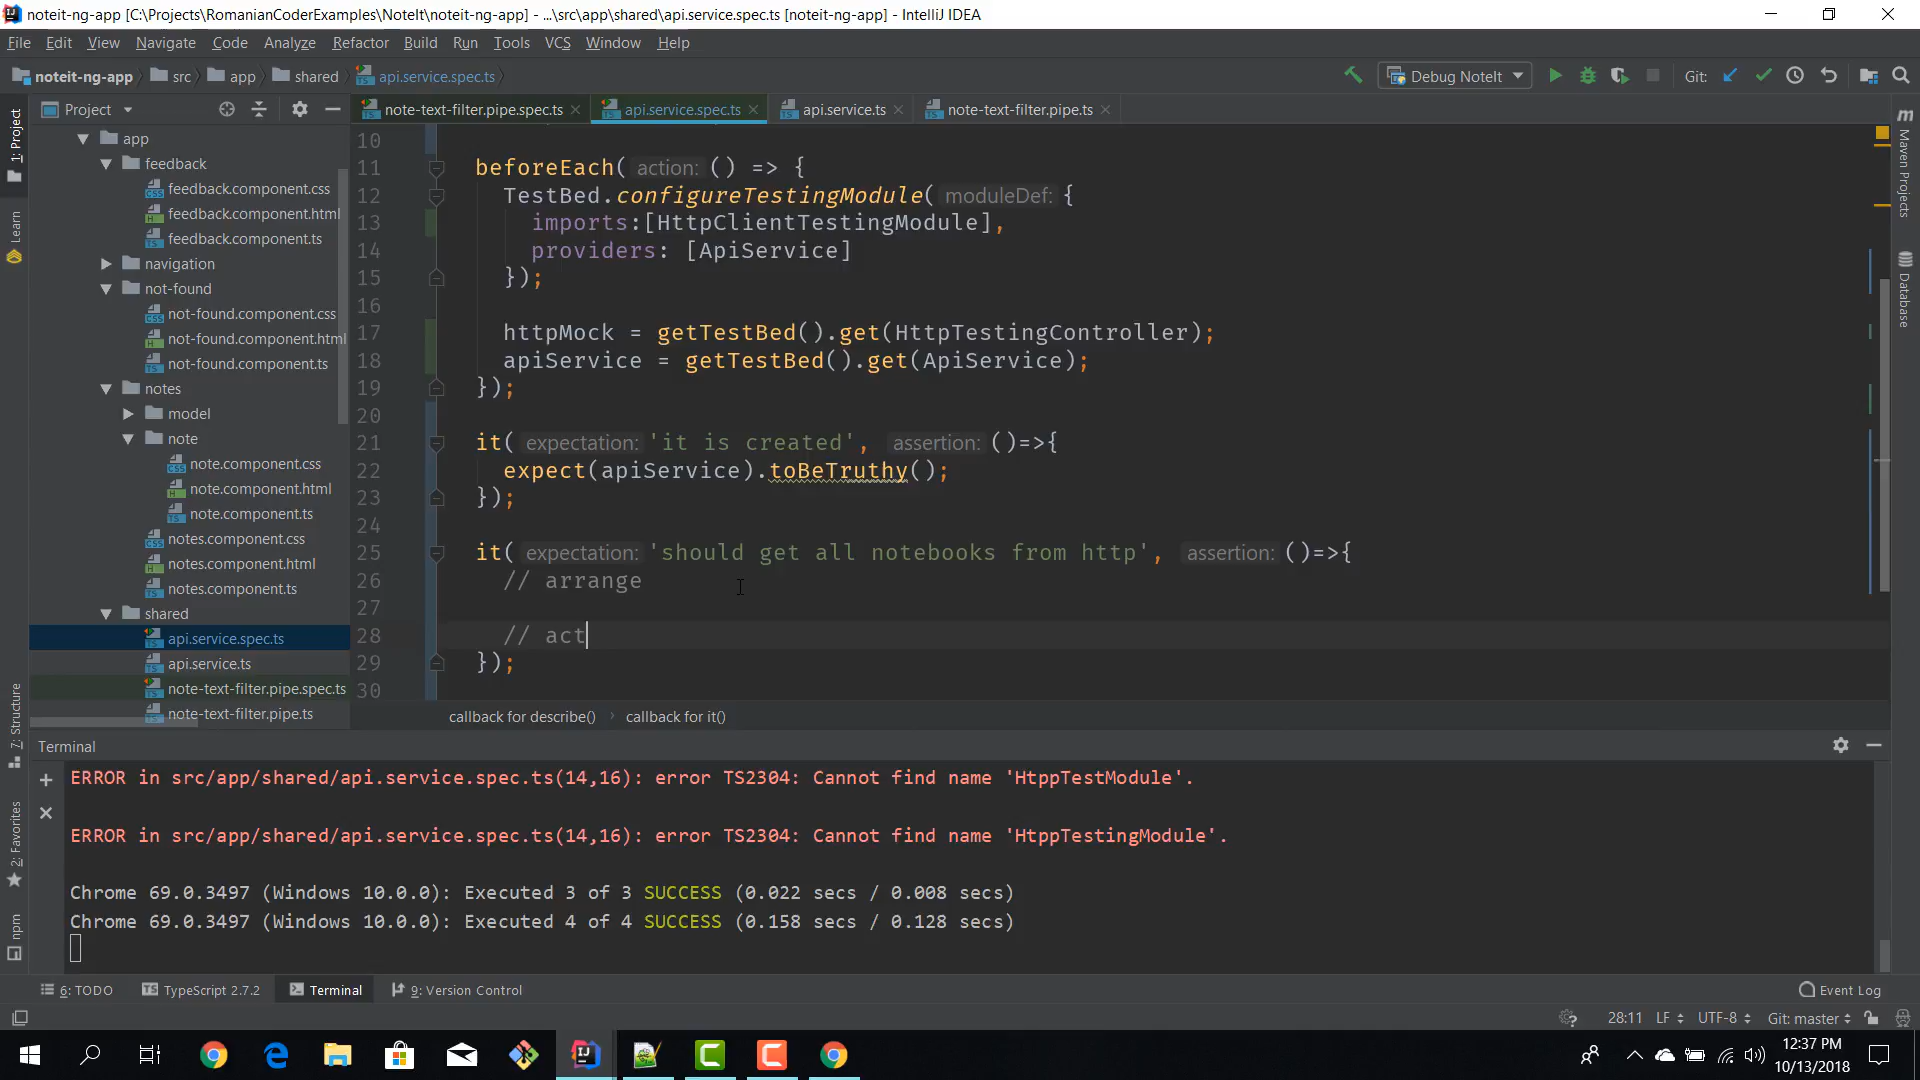 noteit-ng-app [C:\Projects\RomanianCoderExamples\NoteIt\noteit-ng-app] - ...\src\app\shared\api.service.spec.ts [noteit-ng-app] - IntelliJ IDEA
File Edit View Navigate Code Analyze Refactor Build Run Tools VCS Window Help
noteit-ng-app src app shared api.service.spec.ts Debug NoteIt Git:
Project note-text-filter.pipe.spec.ts api.service.spec.ts api.service.ts note-text-filter.pipe.ts
1: Project
Learn
7: Structure
2: Favorites
npm
app
feedback
feedback.component.css
feedback.component.html
feedback.component.ts
navigation
not-found
not-found.component.css
not-found.component.html
not-found.component.ts
notes
model
note
note.component.css
note.component.html
note.component.ts
notes.component.css
notes.component.html
notes.component.ts
shared
api.service.spec.ts
api.service.ts
note-text-filter.pipe.spec.ts
note-text-filter.pipe.ts
10
11 beforeEach( action: () => {
12 TestBed.configureTestingModule( moduleDef: {
13 imports:[HttpClientTestingModule],
14 providers: [ApiService]
15 });
16
17 httpMock = getTestBed().get(HttpTestingController);
18 apiService = getTestBed().get(ApiService);
19 });
20
21 it( expectation: 'it is created', assertion: ()=>{
22 expect(apiService).toBeTruthy();
23 });
24
25 it( expectation: 'should get all notebooks from http', assertion: ()=>{
26 // arrange
27
28 // act
29 });
30
callback for describe() › callback for it()
Maven Projects
Database
Terminal
ERROR in src/app/shared/api.service.spec.ts(14,16): error TS2304: Cannot find name 'HtppTestModule'.
ERROR in src/app/shared/api.service.spec.ts(14,16): error TS2304: Cannot find name 'HtppTestingModule'.
Chrome 69.0.3497 (Windows 10.0.0): Executed 3 of 3 SUCCESS (0.022 secs / 0.008 secs)
Chrome 69.0.3497 (Windows 10.0.0): Executed 4 of 4 SUCCESS (0.158 secs / 0.128 secs)
6: TODO TypeScript 2.7.2 Terminal 9: Version Control Event Log
28:11 LF UTF-8 Git: master
12:37 PM
10/13/2018